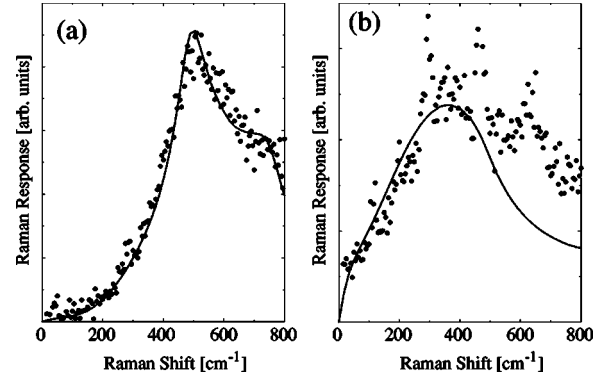 (a)
Raman Response [arb. units]
0 200 400 600 800
Raman Shift [cm-1]
(b)
Raman Response [arb. units]
0 200 400 600 800
Raman Shift [cm-1]